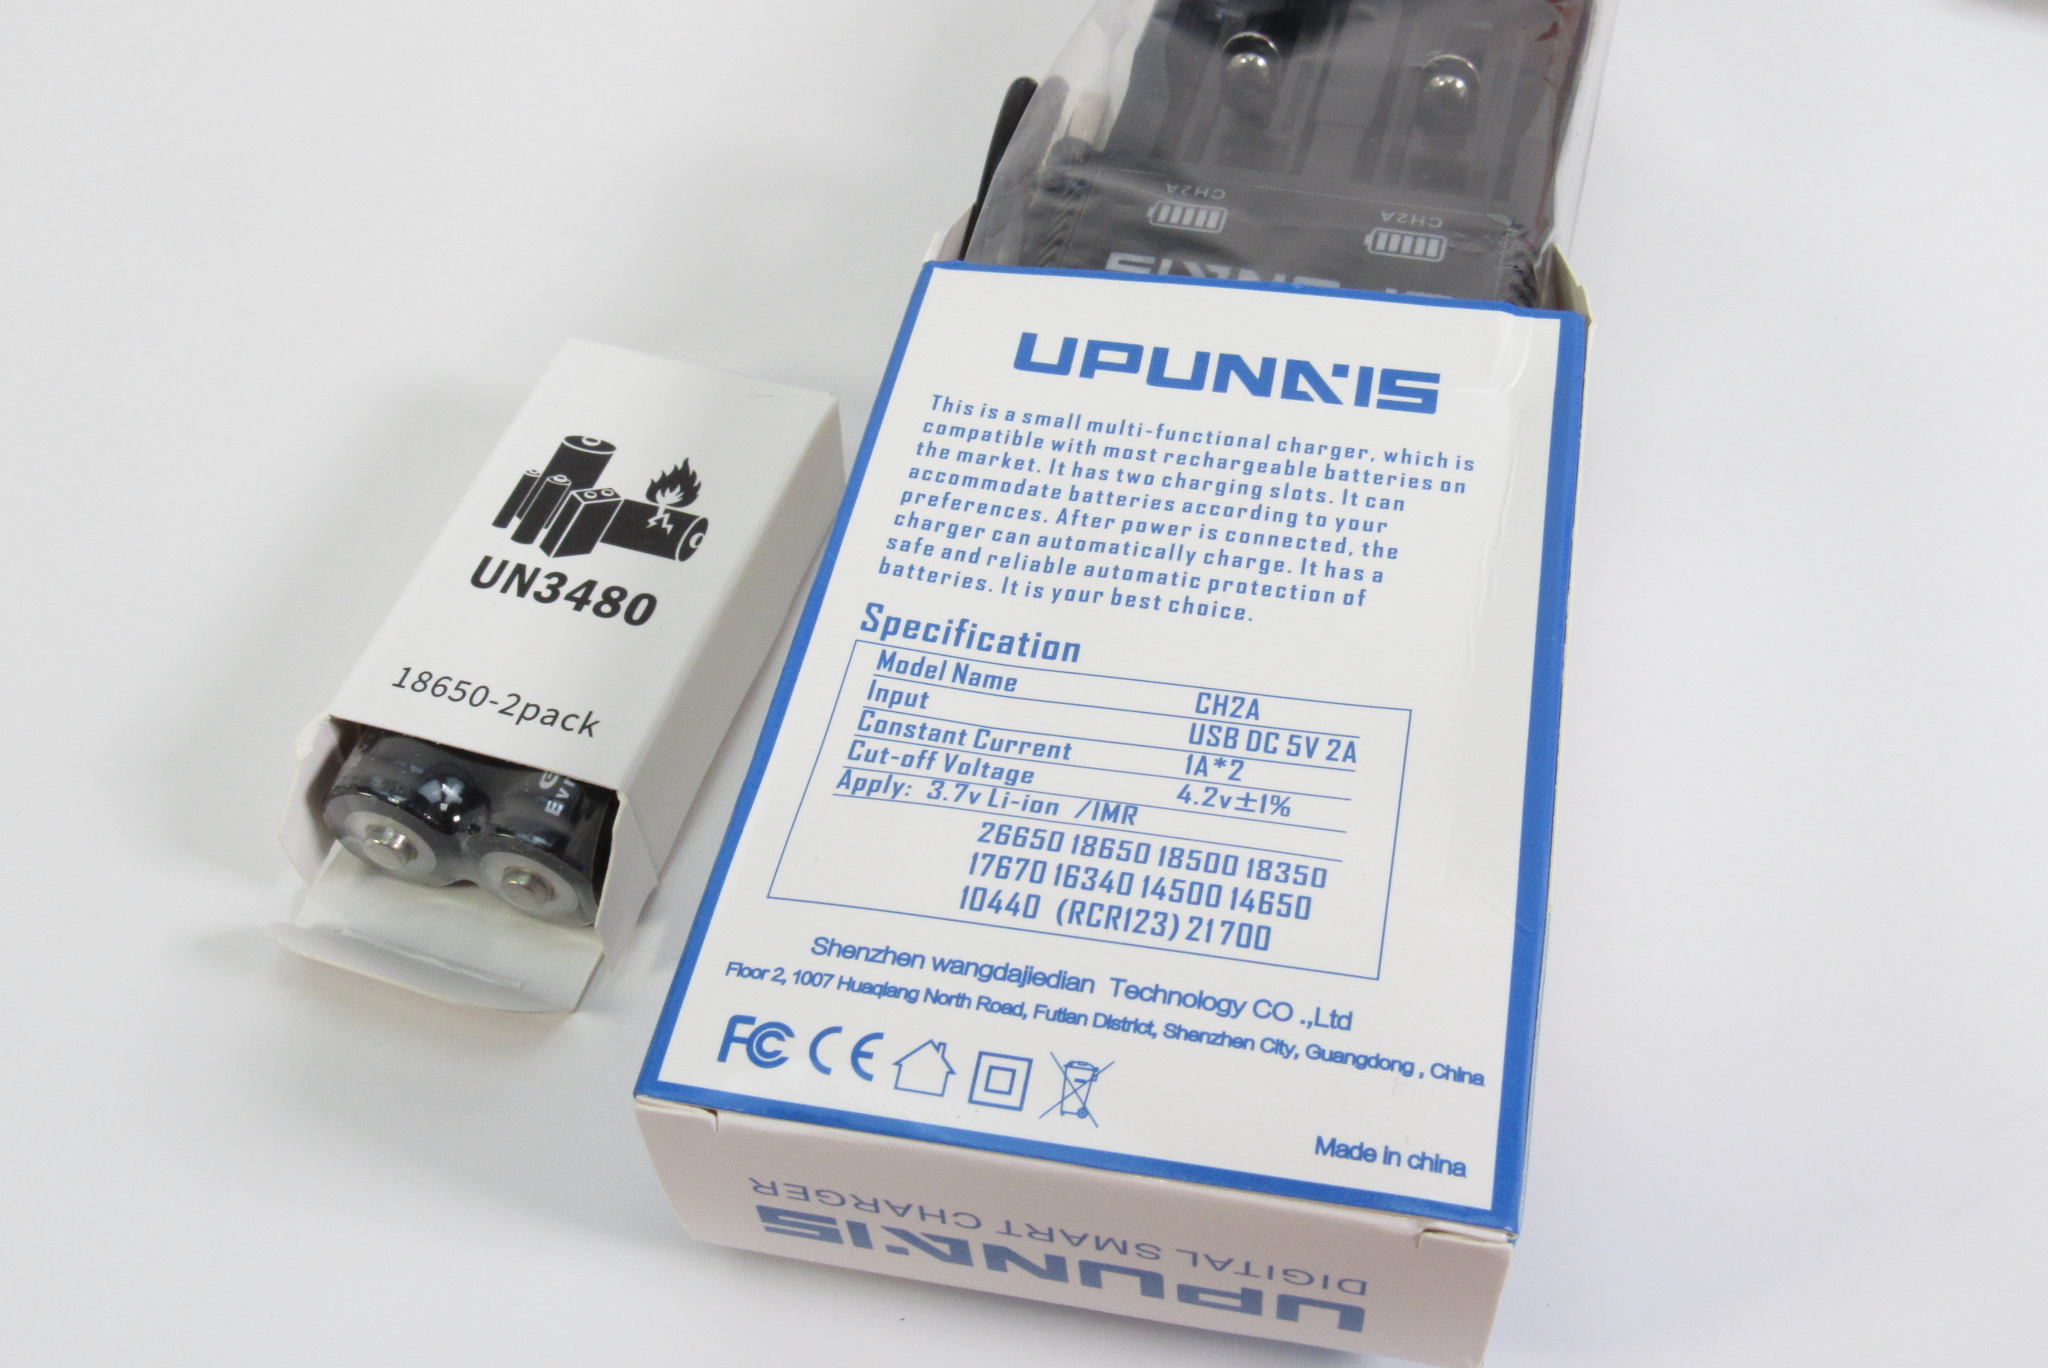 UN3480
18650-2pack
CH2A
CH2A
UPUNAIS
This is a small multi-functional charger, which is
compatible with most rechargeable batteries on
the market. It has two charging slots. It can
accommodate batteries according to your
preferences. After power is connected, the
charger can automatically charge. It has a
safe and reliable automatic protection of
batteries. It is your best choice.
Specification
Model Name CH2A
Input USB DC 5V 2A
Constant Current 1A*2
Cut-off Voltage 4.2v±1%
Apply: 3.7v Li-ion /IMR
26650 18650 18500 18350
17670 16340 14500 14650
10440 (RCR123) 21700
Shenzhen wangdajiedian Technology CO .,Ltd
Floor 2, 1007 Huaqiang North Road, Futian District, Shenzhen City, Guangdong , China
FC CE
Made in china
UPUNAIS
DIGITAL SMART CHARGER